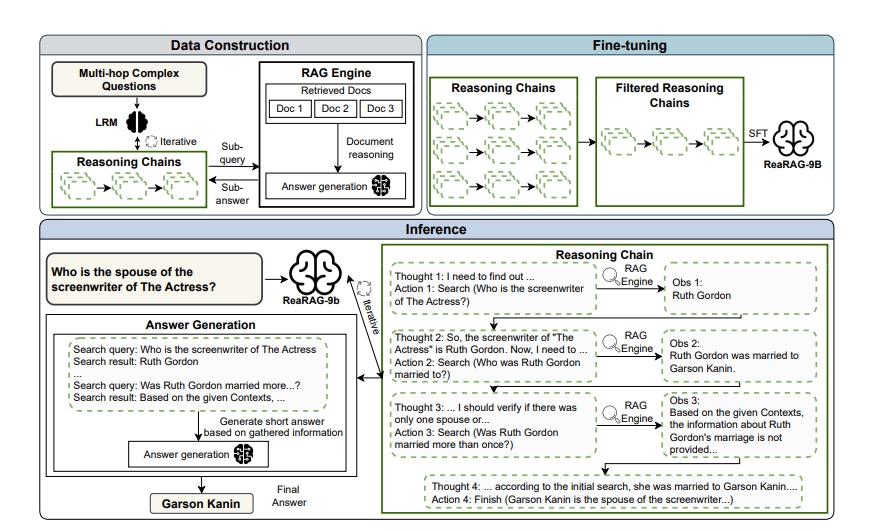 Data Construction
Multi-hop Complex
Questions
LRM
Iterative
Reasoning Chains
Sub-
query
Sub-
answer
RAG Engine
Retrieved Docs
Doc 1
Doc 2
Doc 3
Document
reasoning
Answer generation
Fine-tuning
Reasoning Chains
Filtered Reasoning
Chains
SFT
ReaRAG-9B
Inference
Who is the spouse of the
screenwriter of The Actress?
ReaRAG-9b
Iterative
Answer Generation
Search query: Who is the screenwriter of The Actress
Search result: Ruth Gordon
...
Search query: Was Ruth Gordon married more...?
Search result: Based on the given Contexts, ...
Generate short answer
based on gathered information
Answer generation
Final
Answer
Garson Kanin
Reasoning Chain
Thought 1: I need to find out ...
Action 1: Search (Who is the screenwriter
of The Actress?)
RAG
Engine
Obs 1:
Ruth Gordon
Thought 2: So, the screenwriter of "The
Actress" is Ruth Gordon. Now, I need to ...
Action 2: Search (Who was Ruth Gordon
married to?)
RAG
Engine
Obs 2:
Ruth Gordon was married to
Garson Kanin.
Thought 3: ... I should verify if there was
only one spouse or...
Action 3: Search (Was Ruth Gordon
married more than once?)
RAG
Engine
Obs 3:
Based on the given Contexts,
the information about Ruth
Gordon's marriage is not
provided...
Thought 4: ... according to the initial search, she was married to Garson Kanin....
Action 4: Finish (Garson Kanin is the spouse of the screenwriter...)